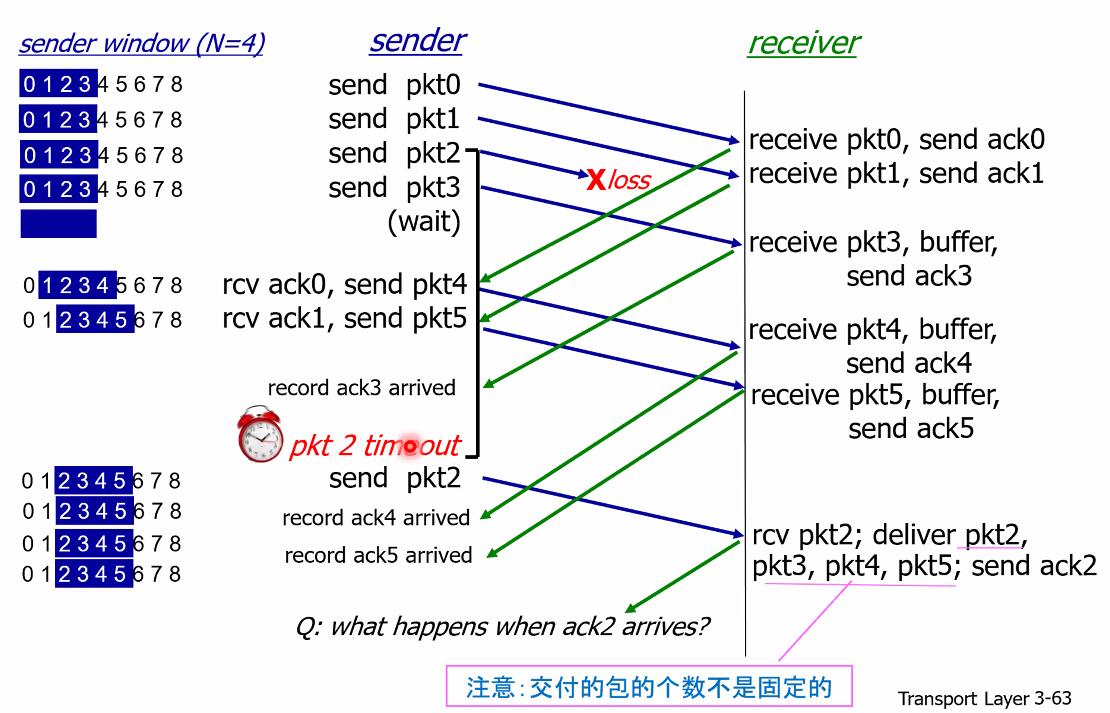 sender window (N=4)
sender
receiver
0 1 2 3 4 5 6 7 8
send pkt0
0 1 2 3 4 5 6 7 8
send pkt1
receive pkt0, send ack0
0 1 2 3 4 5 6 7 8
send pkt2
X loss
receive pkt1, send ack1
0 1 2 3 4 5 6 7 8
send pkt3
(wait)
receive pkt3, buffer,
send ack3
0 1 2 3 4 5 6 7 8
rcv ack0, send pkt4
0 1 2 3 4 5 6 7 8
rcv ack1, send pkt5
receive pkt4, buffer,
send ack4
record ack3 arrived
receive pkt5, buffer,
send ack5
pkt 2 timeout
0 1 2 3 4 5 6 7 8
send pkt2
0 1 2 3 4 5 6 7 8
record ack4 arrived
0 1 2 3 4 5 6 7 8
record ack5 arrived
0 1 2 3 4 5 6 7 8
rcv pkt2; deliver pkt2,
pkt3, pkt4, pkt5; send ack2
Q: what happens when ack2 arrives?
注意:交付的包的个数不是固定的
Transport Layer 3-63